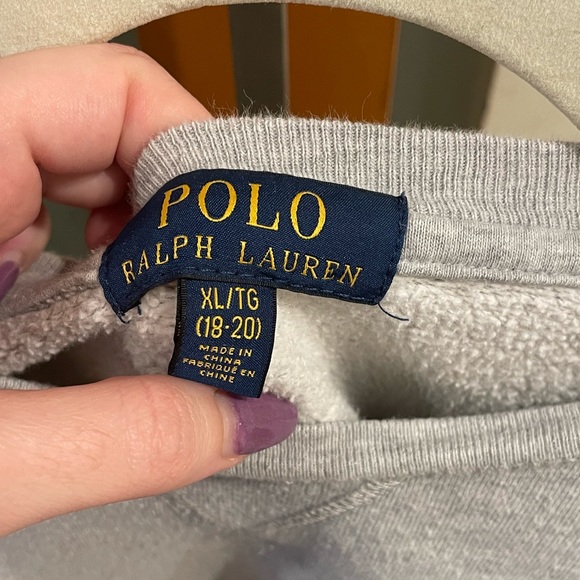 POLO
RALPH LAUREN
XL/TG
(18-20)
MADE IN
CHINA
FABRIQUÉ EN
CHINE